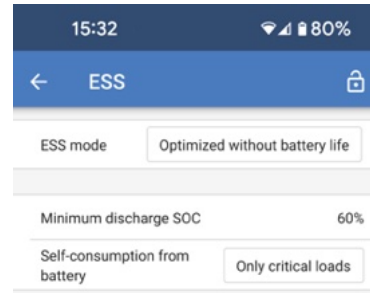 15:32 80%
ESS
ESS mode Optimized without battery life
Minimum discharge SOC 60%
Self-consumption from
battery Only critical loads